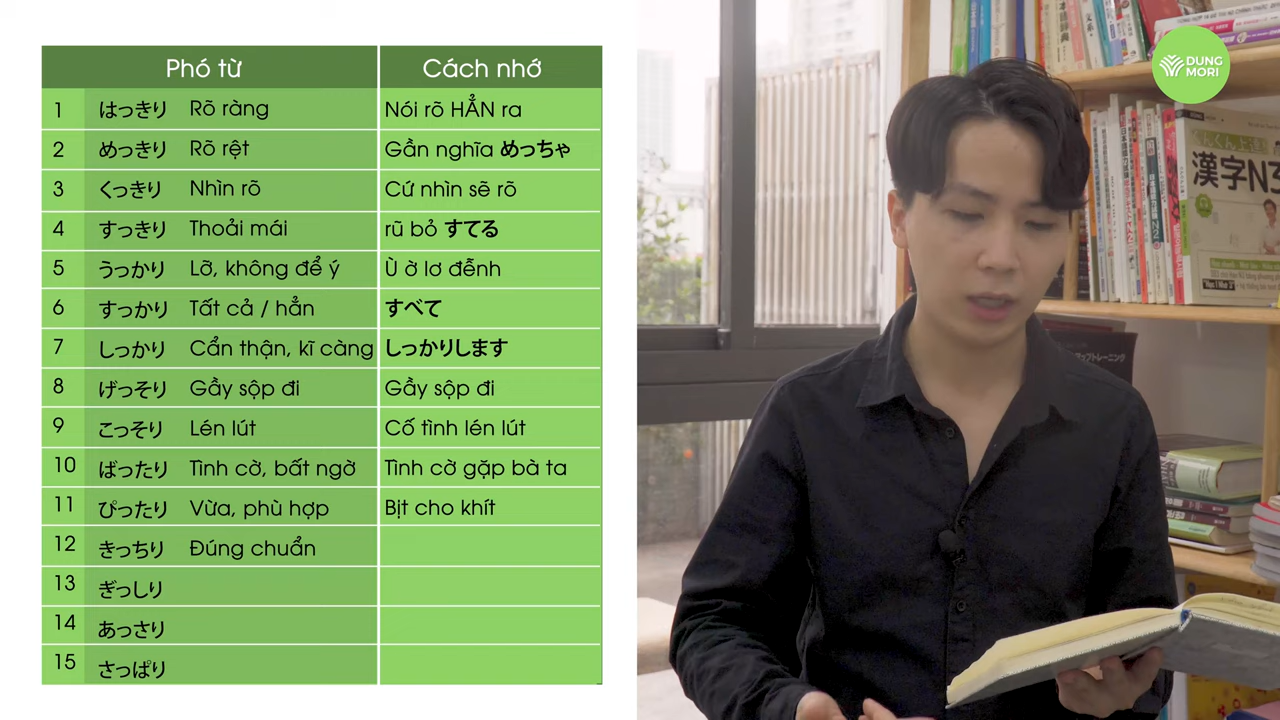 Phó từ Cách nhớ
1 はっきり Rõ ràng Nói rõ HẲN ra
2 めっきり Rõ rệt Gần nghĩa めっちゃ
3 くっきり Nhìn rõ Cứ nhìn sẽ rõ
4 すっきり Thoải mái rũ bỏ すてる
5 うっかり Lỡ, không để ý Ù ờ lơ đễnh
6 すっかり Tất cả / hẳn すべて
7 しっかり Cẩn thận, kĩ càng しっかりします
8 げっそり Gầy sộp đi Gầy sộp đi
9 こっそり Lén lút Cố tình lén lút
10 ばったり Tình cờ, bất ngờ Tình cờ gặp bà ta
11 ぴったり Vừa, phù hợp Bịt cho khít
12 きっちり Đúng chuẩn
13 ぎっしり
14 あっさり
15 さっぱり
DUNG
MORI
漢字N3